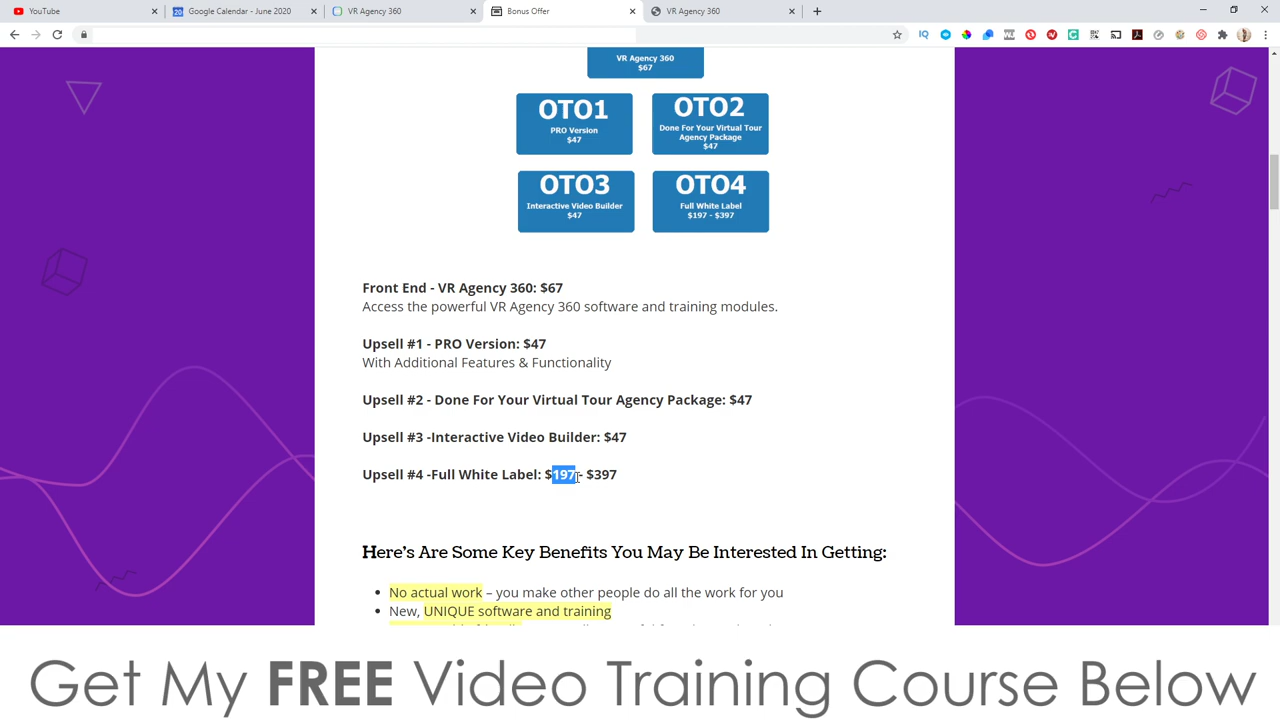 YouTube
Google Calendar - June 2020
VR Agency 360
Bonus Offer
VR Agency 360
VR Agency 360
$67
OTO1
PRO Version
$47
OTO2
Done For Your Virtual Tour
Agency Package
$47
OTO3
Interactive Video Builder
$47
OTO4
Full White Label
$197 - $397
Front End - VR Agency 360: $67
Access the powerful VR Agency 360 software and training modules.
Upsell #1 - PRO Version: $47
With Additional Features & Functionality
Upsell #2 - Done For Your Virtual Tour Agency Package: $47
Upsell #3 -Interactive Video Builder: $47
Upsell #4 -Full White Label: $197 - $397
Here's Are Some Key Benefits You May Be Interested In Getting:
• No actual work – you make other people do all the work for you
• New, UNIQUE software and training
Get My FREE Video Training Course Below